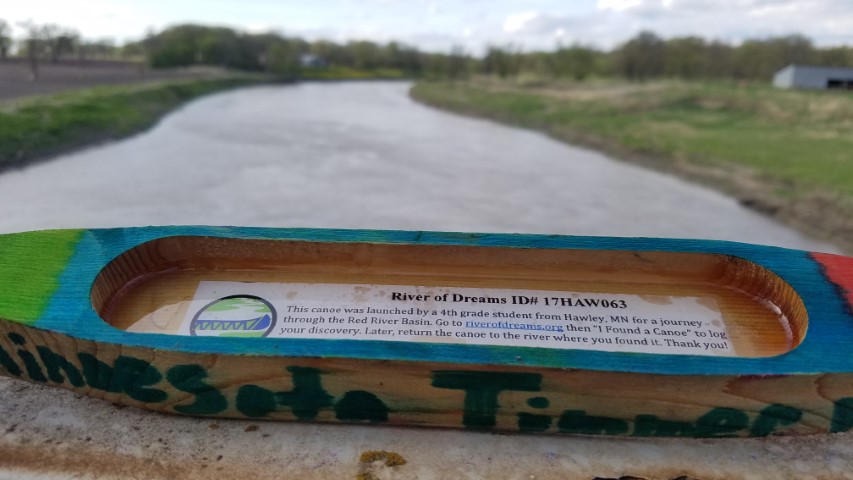 River of Dreams ID# 17HAW063
This canoe was launched by a 4th grade student from Hawley, MN for a journey
through the Red River Basin. Go to riverofdreams.org then "I Found a Canoe" to log
your discovery. Later, return the canoe to the river where you found it. Thank you!
Minnesota Timmer